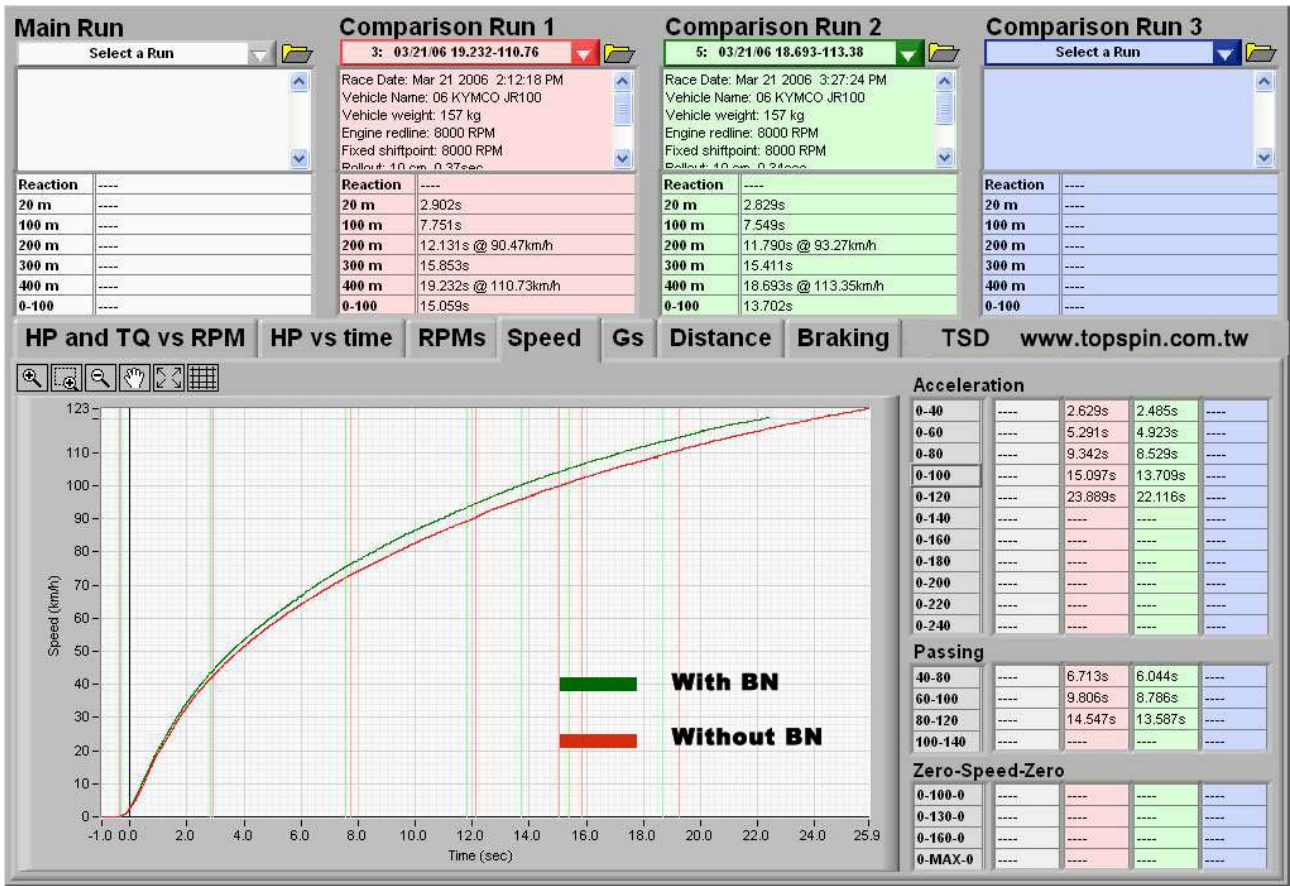 Main Run
Select a Run
Reaction ----
20 m ----
100 m ----
200 m ----
300 m ----
400 m ----
0-100 ----
Comparison Run 1
3: 03/21/06 19.232-110.76
Race Date: Mar 21 2006 2:12:18 PM
Vehicle Name: 06 KYMCO JR100
Vehicle weight: 157 kg
Engine redline: 8000 RPM
Fixed shiftpoint: 8000 RPM
Rollout: 10 cm, 0.37sec
Reaction ----
20 m 2.902s
100 m 7.751s
200 m 12.131s @ 90.47km/h
300 m 15.853s
400 m 19.232s @ 110.73km/h
0-100 15.059s
Comparison Run 2
5: 03/21/06 18.693-113.38
Race Date: Mar 21 2006 3:27:24 PM
Vehicle Name: 06 KYMCO JR100
Vehicle weight: 157 kg
Engine redline: 8000 RPM
Fixed shiftpoint: 8000 RPM
Rollout: 10 cm, 0.34sec
Reaction ----
20 m 2.829s
100 m 7.549s
200 m 11.790s @ 93.27km/h
300 m 15.411s
400 m 18.693s @ 113.35km/h
0-100 13.702s
Comparison Run 3
Select a Run
Reaction ----
20 m ----
100 m ----
200 m ----
300 m ----
400 m ----
0-100 ----
HP and TQ vs RPM HP vs time RPMs Speed Gs Distance Braking TSD www.topspin.com.tw
123
110
100
90
80
70
60
50
40
30
20
10
0
Speed (km/h)
-1.0 0.0 2.0 4.0 6.0 8.0 10.0 12.0 14.0 16.0 18.0 20.0 22.0 24.0 25.9
Time (sec)
With BN
Without BN
Acceleration
0-40 ---- 2.629s 2.485s ----
0-60 ---- 5.291s 4.923s ----
0-80 ---- 9.342s 8.529s ----
0-100 ---- 15.097s 13.709s ----
0-120 ---- 23.889s 22.116s ----
0-140 ---- ---- ---- ----
0-160 ---- ---- ---- ----
0-180 ---- ---- ---- ----
0-200 ---- ---- ---- ----
0-220 ---- ---- ---- ----
0-240 ---- ---- ---- ----
Passing
40-80 ---- 6.713s 6.044s ----
60-100 ---- 9.806s 8.786s ----
80-120 ---- 14.547s 13.587s ----
100-140 ---- ---- ---- ----
Zero-Speed-Zero
0-100-0 ---- ---- ---- ----
0-130-0 ---- ---- ---- ----
0-160-0 ---- ---- ---- ----
0-MAX-0 ---- ---- ---- ----